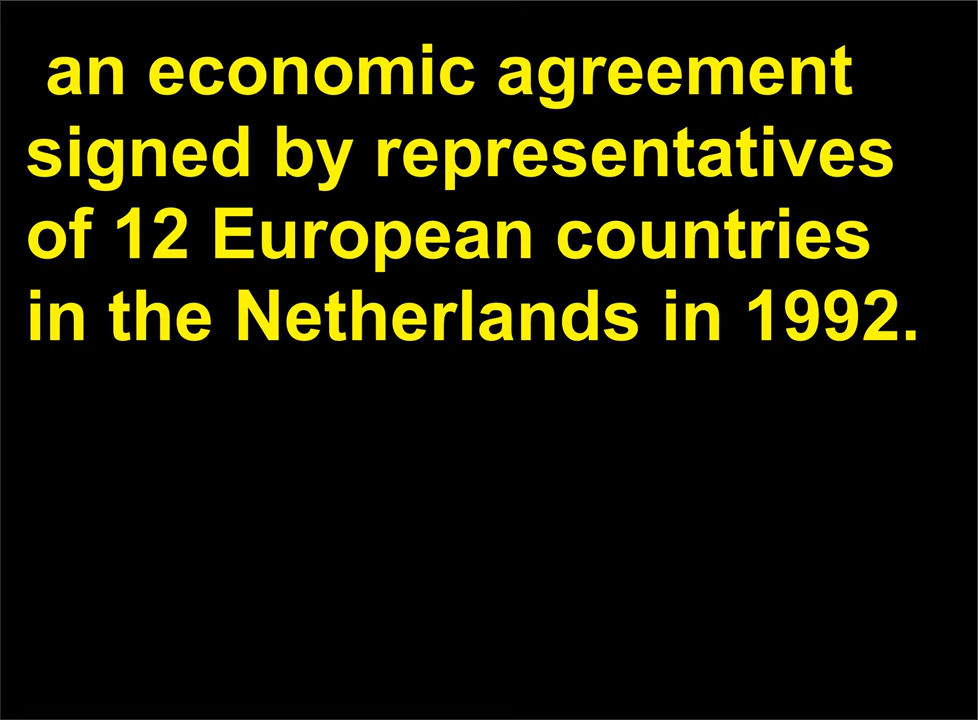 an economic agreement
signed by representatives
of 12 European countries
in the Netherlands in 1992.